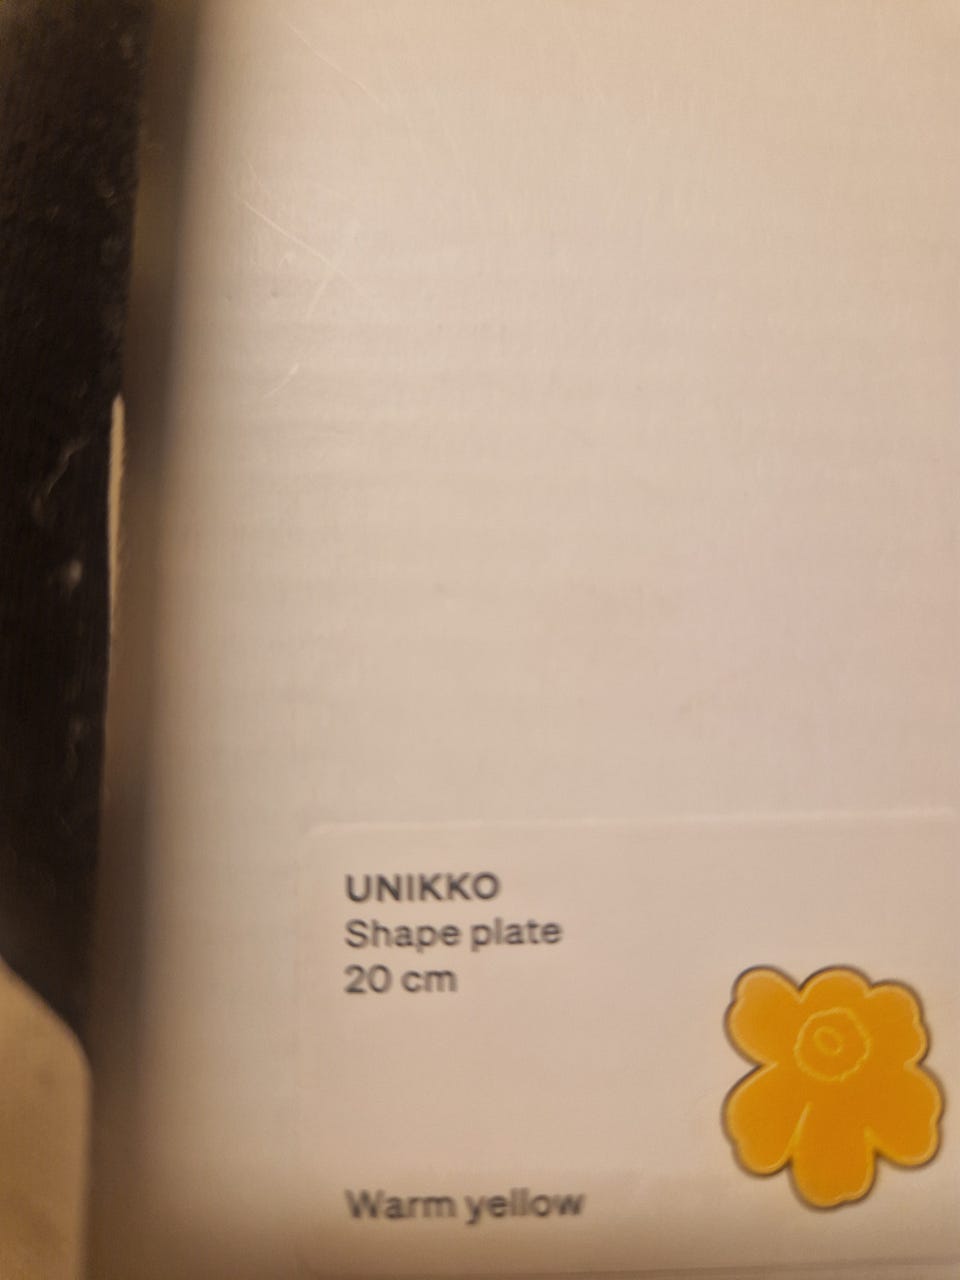 UNIKKO
Shape plate
20 cm
Warm yellow